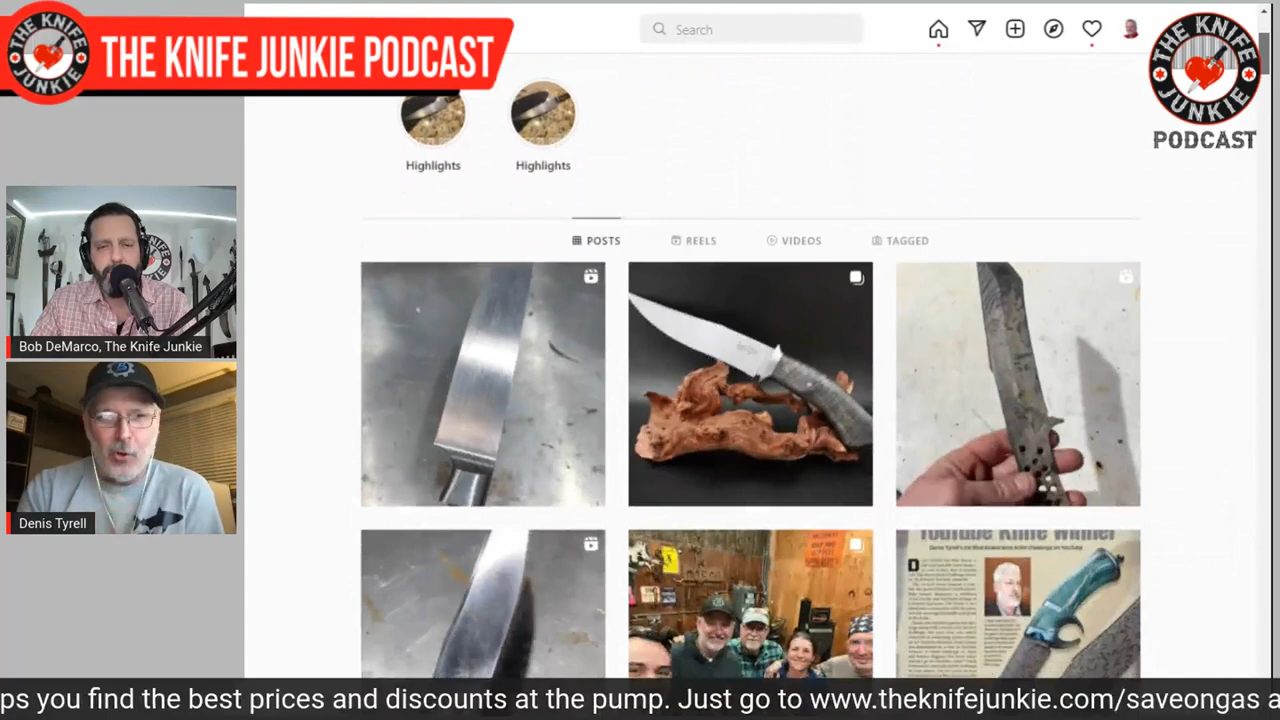 THE KNIFE JUNKIE
THE KNIFE JUNKIE PODCAST
Search
THE KNIFE JUNKIE
PODCAST
Highlights
Highlights
POSTS
REELS
VIDEOS
TAGGED
Bob DeMarco, The Knife Junkie
Denis Tyrell
YouTube Knife Winner
ps you find the best prices and discounts at the pump. Just go to www.theknifejunkie.com/saveongas a